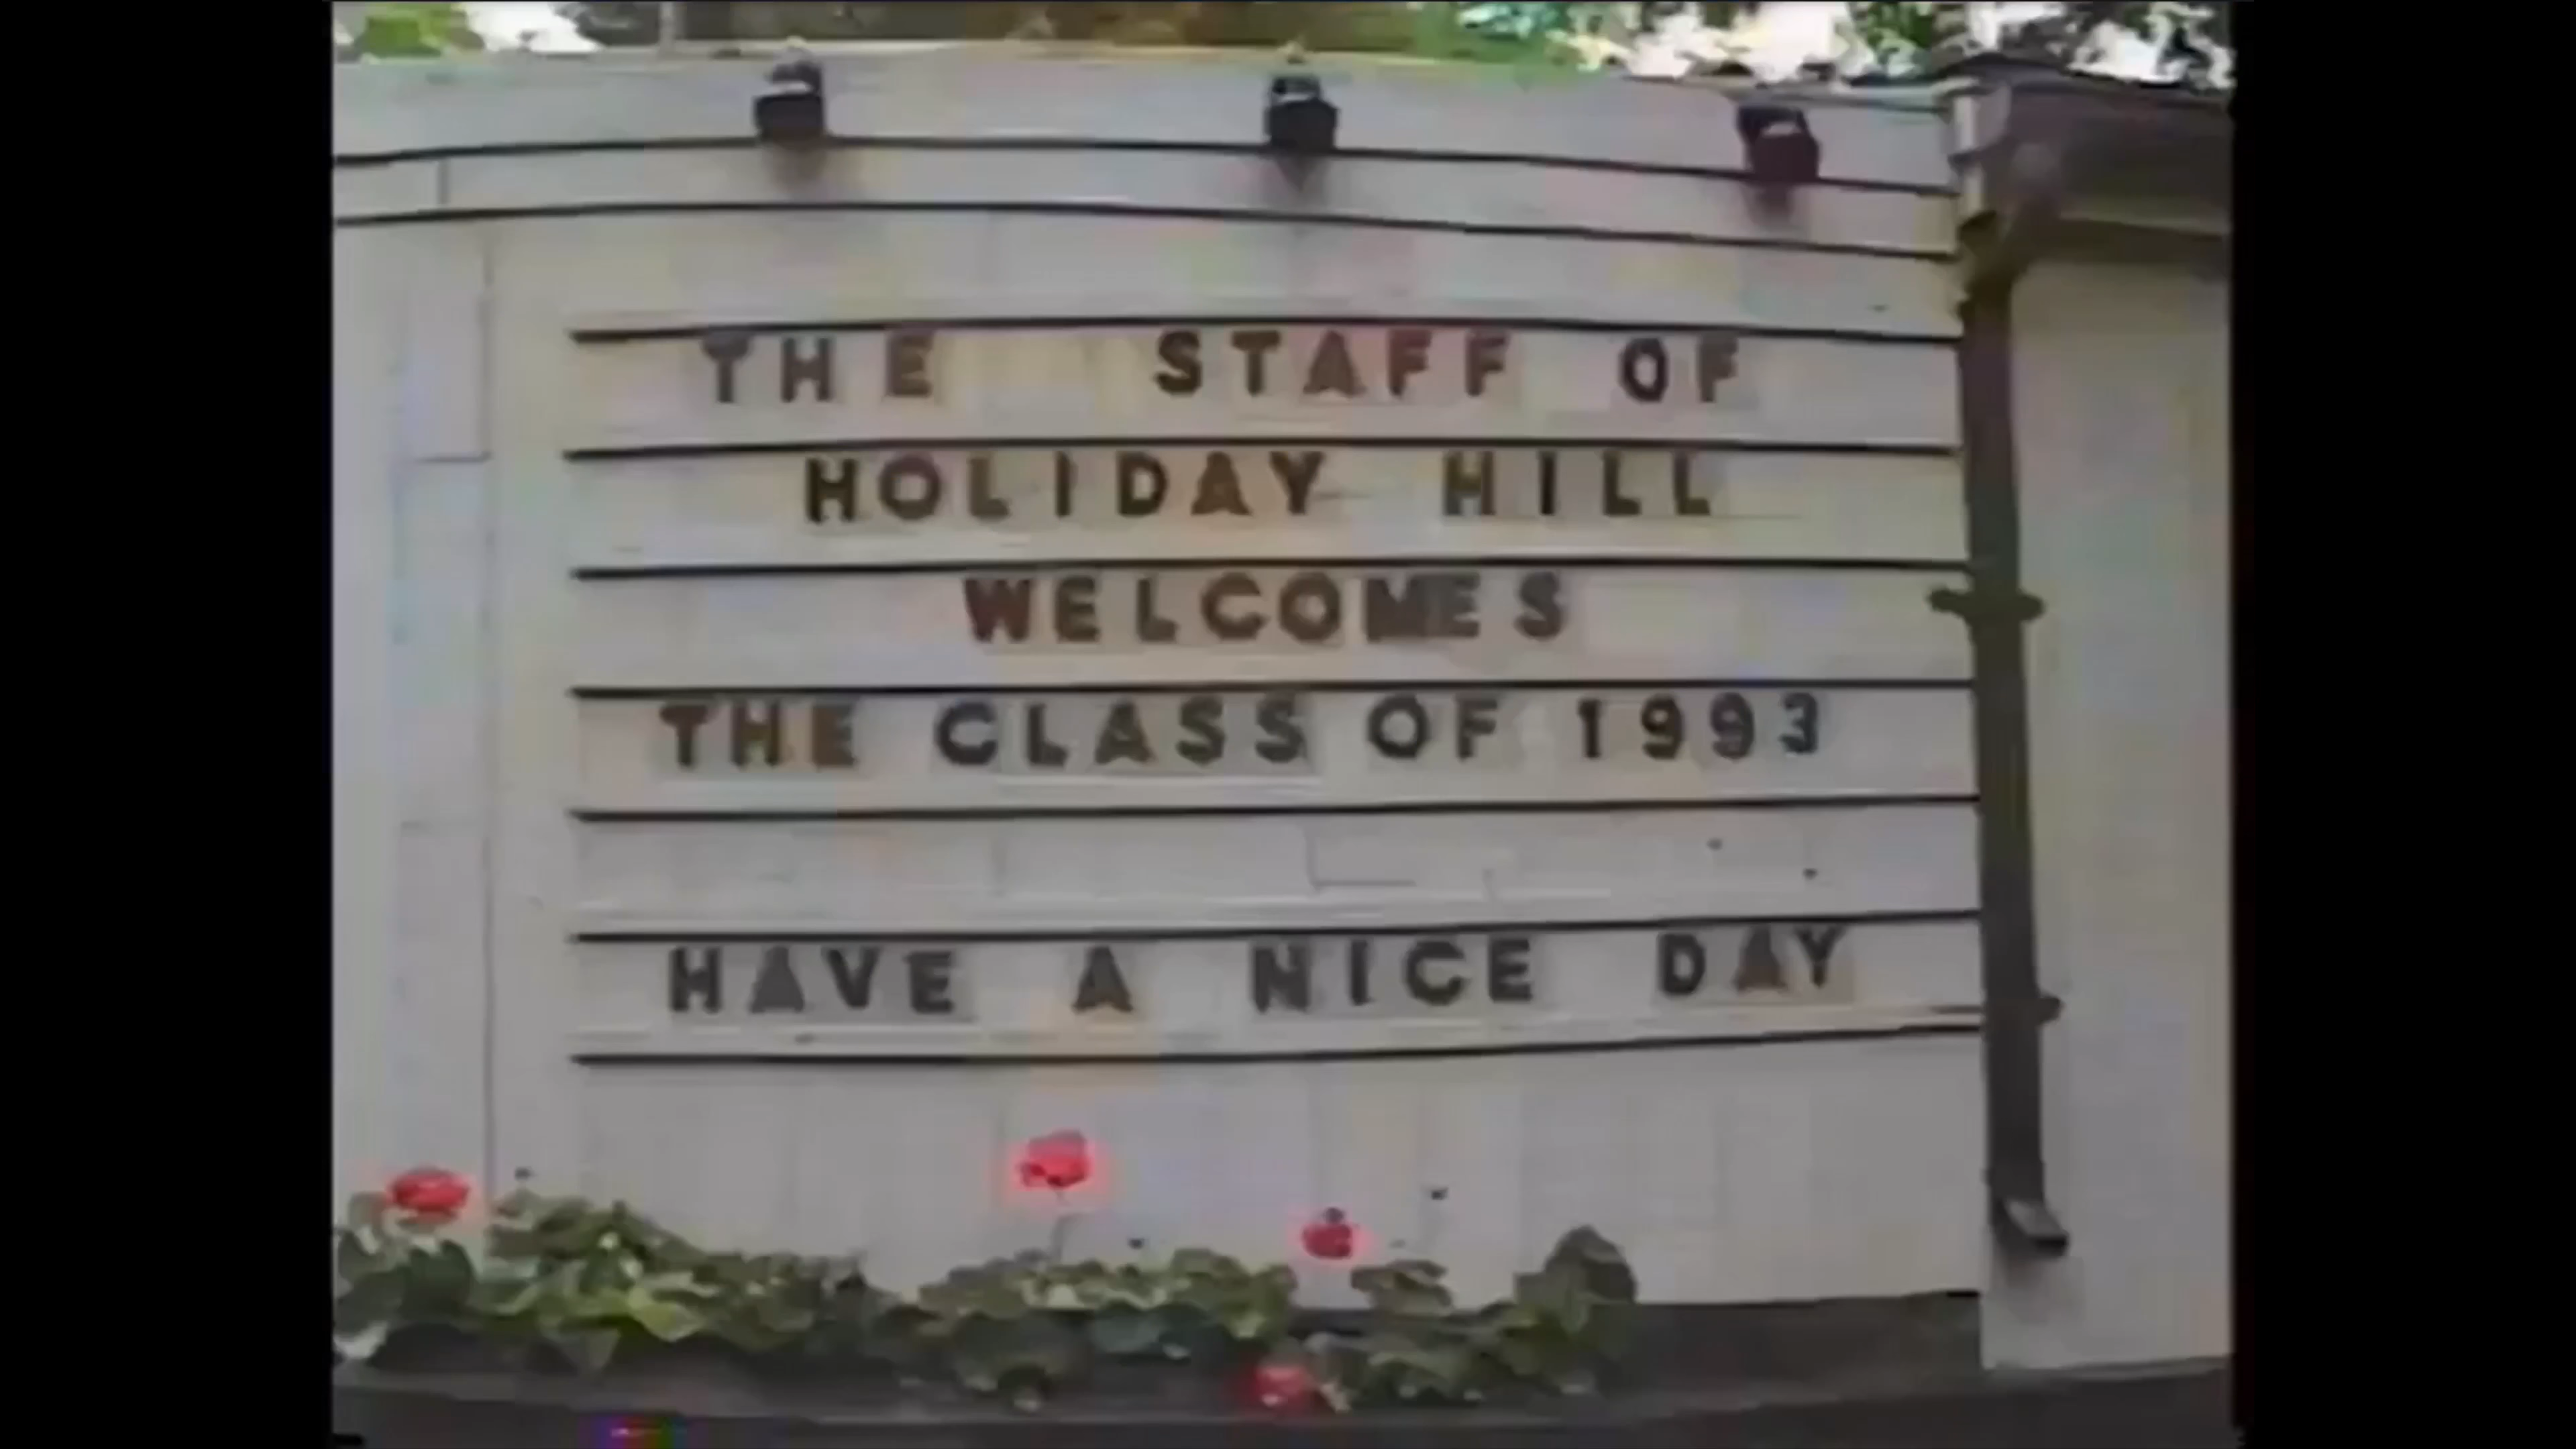 THE STAFF OF
HOLIDAY HILL
WELCOMES
THE CLASS OF 1993
HAVE A NICE DAY